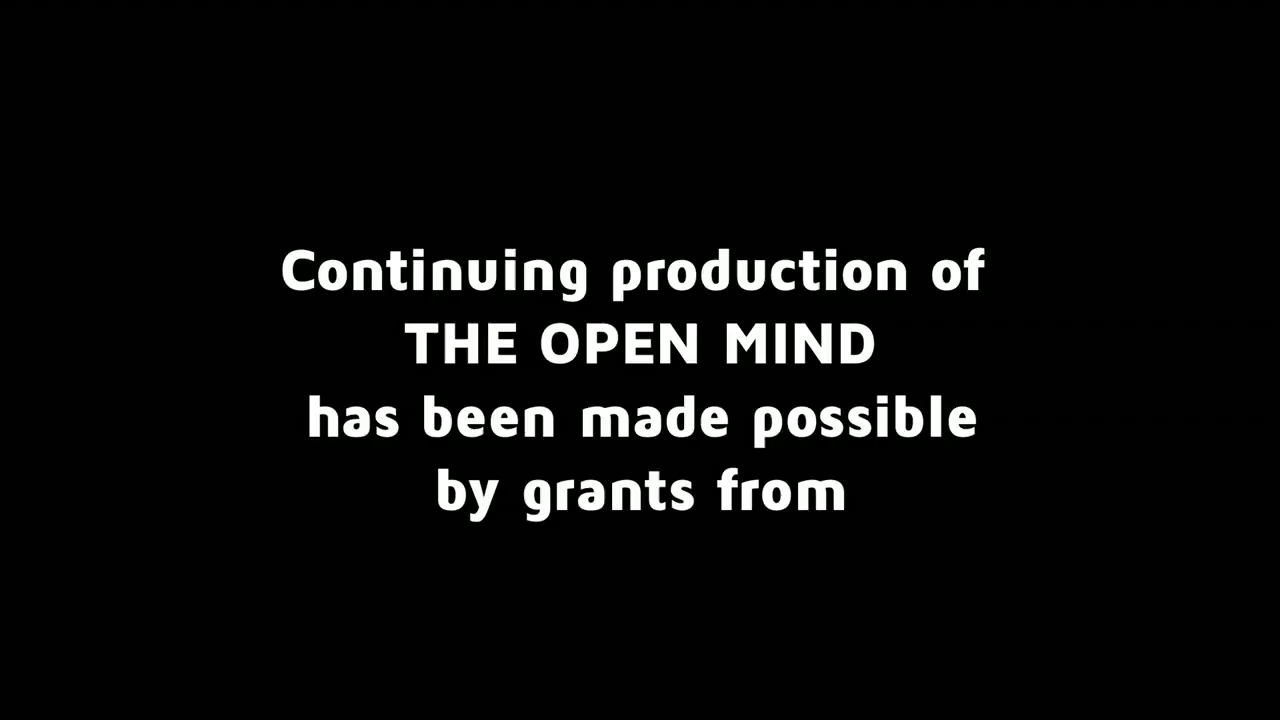 Continuing production of
THE OPEN MIND
has been made possible
by grants from